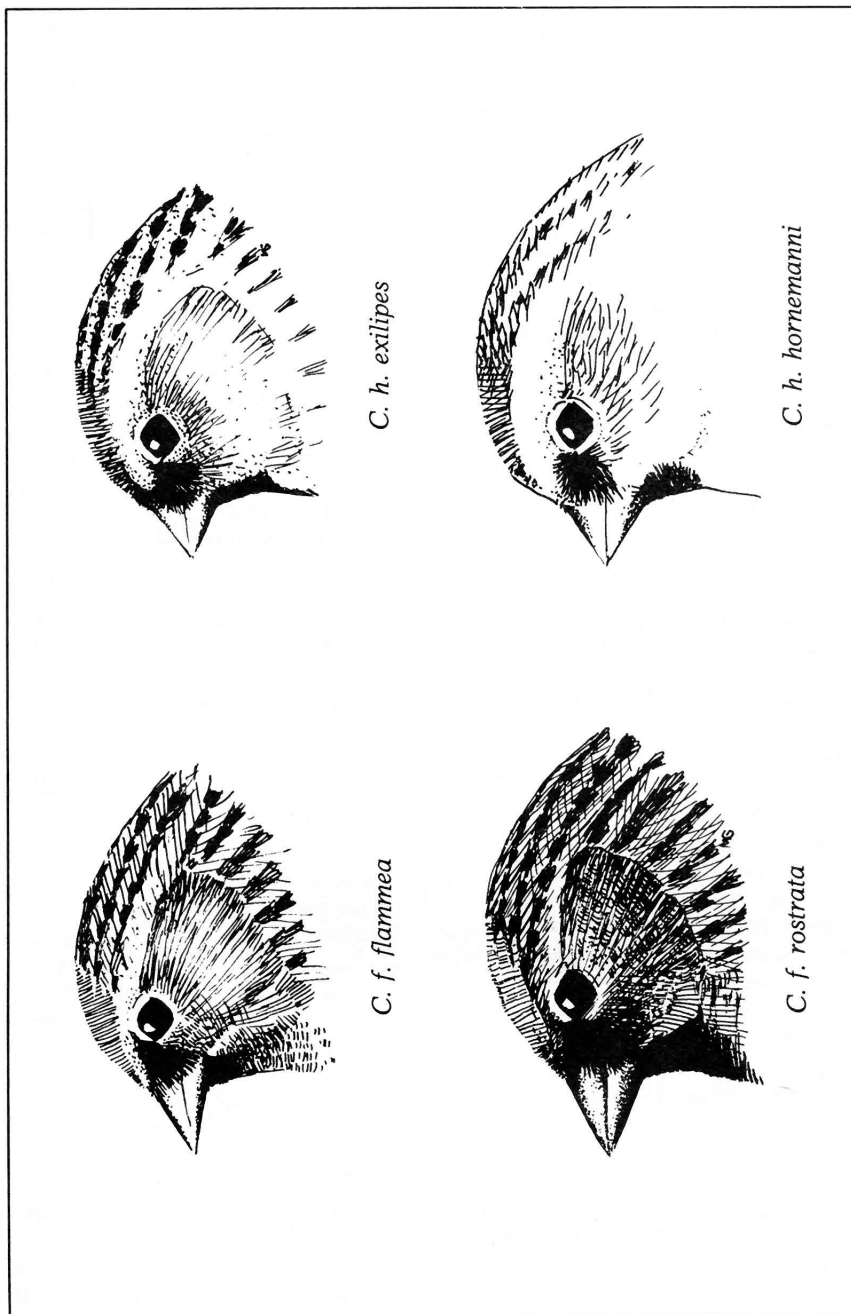 C. f. flammea
C. h. exilipes
C. f. rostrata
C. h. hornemanni